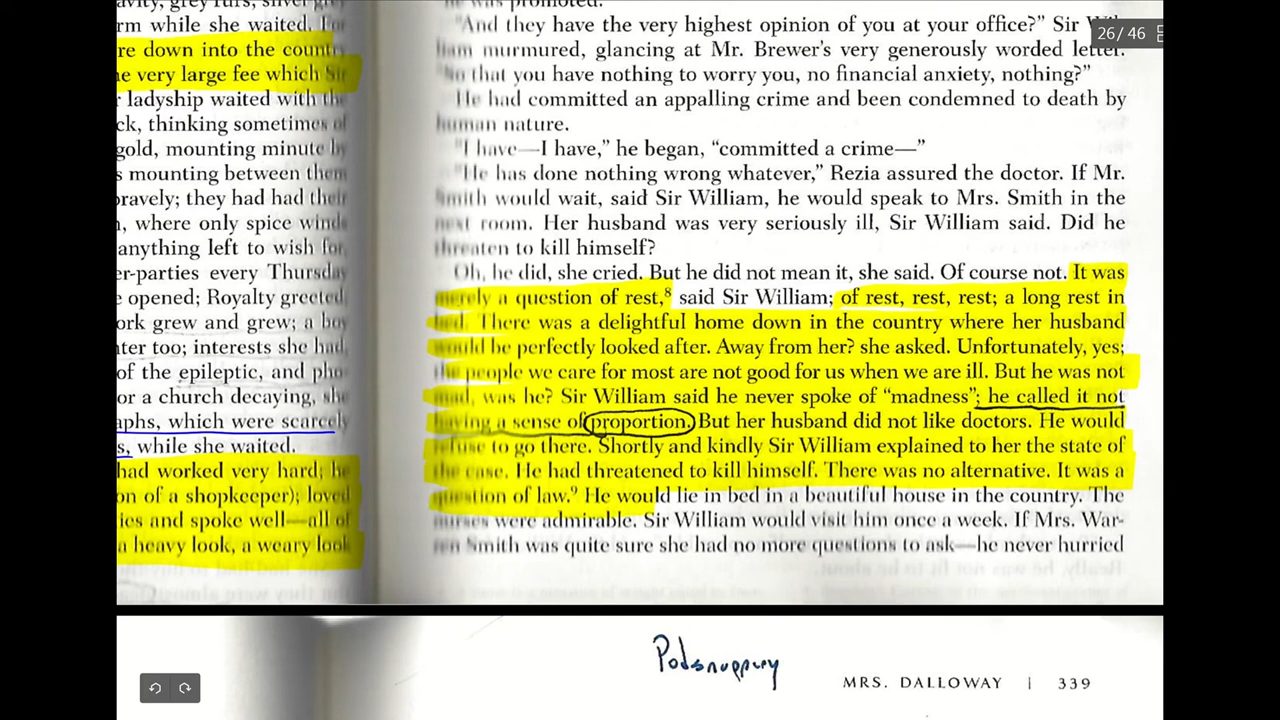 rm while she waited. For
re down into the country
e very large fee which Sir
r ladyship waited with the
ck, thinking sometimes of
gold, mounting minute by
s mounting between them
bravely; they had had their
n, where only spice winds
anything left to wish for,
er-parties every Thursday
e opened; Royalty greeted,
ork grew and grew; a boy
ter too; interests she had,
of the epileptic, and pho
or a church decaying, she
aphs, which were scarcely
s, while she waited.
had worked very hard; he
on of a shopkeeper); loved
ies and spoke well—all of
a heavy look, a weary look
he was promoted.
"And they have the very highest opinion of you at your office?" Sir Wil-
liam murmured, glancing at Mr. Brewer's very generously worded letter.
"So that you have nothing to worry you, no financial anxiety, nothing?"
He had committed an appalling crime and been condemned to death by
human nature.
"I have—I have," he began, "committed a crime—"
"He has done nothing wrong whatever," Rezia assured the doctor. If Mr.
Smith would wait, said Sir William, he would speak to Mrs. Smith in the
next room. Her husband was very seriously ill, Sir William said. Did he
threaten to kill himself?
Oh, he did, she cried. But he did not mean it, she said. Of course not. It was
merely a question of rest,⁸ said Sir William; of rest, rest, rest; a long rest in
bed. There was a delightful home down in the country where her husband
would be perfectly looked after. Away from her? she asked. Unfortunately, yes;
the people we care for most are not good for us when we are ill. But he was not
mad, was he? Sir William said he never spoke of "madness"; he called it not
having a sense of proportion. But her husband did not like doctors. He would
refuse to go there. Shortly and kindly Sir William explained to her the state of
the case. He had threatened to kill himself. There was no alternative. It was a
question of law.⁹ He would lie in bed in a beautiful house in the country. The
nurses were admirable. Sir William would visit him once a week. If Mrs. War-
ren Smith was quite sure she had no more questions to ask—he never hurried
26/ 46
Podsnappery
MRS. DALLOWAY | 339